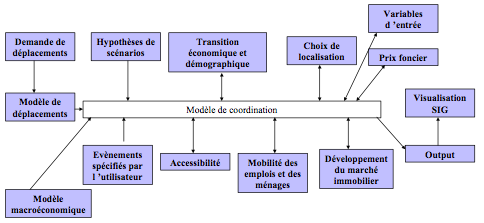 Variables
d 'entrée
Demande de
déplacements
Hypothèses de
scénarios
Transition
économique et
démographique
Choix de
localisation
Prix foncier
Modèle de
déplacements
Modèle de coordination
Visualisation
SIG
Evènements
spécifiés par
l 'utilisateur
Accessibilité
Mobilité des
emplois et des
ménages
Développement
du marché
immobilier
Output
Modèle
macroéconomique